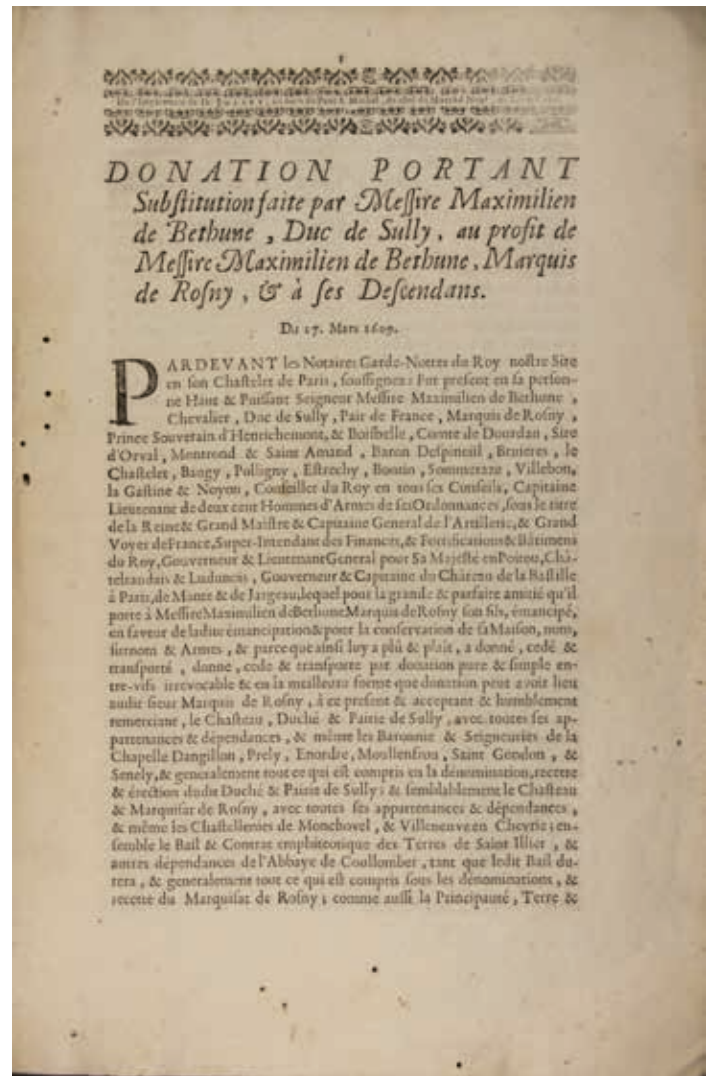 DONATION PORTANT
Substitution faite par Meſſire Maximilien
de Bethune , Duc de Sully , au profit de
Meſſire Maximilien de Bethune , Marquis
de Roſny , & à ſes Deſcendans.
Du 17. Mars 1609.
PARDEVANT les Notaires Garde-Nottes du Roy noſtre Sire
en ſon Chaſtelet de Paris , ſouſſignez : Fut preſent en ſa perſon-
ne Haut & Puiſſant Seigneur Meſſire Maximilien de Bethune ,
Chevalier , Duc de Sully , Pair de France , Marquis de Roſny ,
Prince Souverain d'Henrichemont, & Boiſbelle, Comte de Dourdan , Sire
d'Orval , Montrond & Saint Amand , Baron Deſpineüil, Bruieres , le
Chaſtelet , Bangy , Poligny , Eſtrechy , Bontin , Sommeraze , Villebon,
la Gaſtine & Noyon , Conſeiller du Roy en tous ſes Conſeils, Capitaine
Lieutenant de deux cent Hommes d'Armes de ſes Ordonnances , ſous le titre
de la Reine & Grand Maiſtre & Capitaine General de l'Artillerie, & Grand
Voyer de France, Super-Intendant des Finances, & Fortifications & Bâtimens
du Roy, Gouverneur & Lieutenant General pour Sa Majeſté en Poitou, Châ-
telraudais & Ludunois , Gouverneur & Capitaine du Château de la Baſtille
à Paris, de Mante & de Jargeau, lequel pour la grande & parfaite amitié qu'il
porte à Meſſire Maximilien de Bethune Marquis de Roſny ſon fils, émancipé,
en faveur de ladite émancipation & pour la conſervation de ſa Maiſon, nom,
ſurnom & Armes , & parce que ainſi luy a plû & plaît , a donné , cedé &
tranſporté , donne , cede & tranſporte par donation pure & ſimple en-
tre-vifs irrevocable & en la meilleure forme que donation peut avoir lieu
audit ſieur Marquis de Roſny , à ce preſent & acceptant & humblement
remerciant , le Chaſteau , Duché & Pairie de Sully , avec toutes ſes ap-
partenances & dépendances , & même les Baronnie & Seigneuries de la
Chapelle Dangillon , Prely , Enordre, Moullenfrou , Saint Gondon , &
Senely, & generalement tout ce qui eſt compris en la dénomination, recette
& érection dudit Duché & Pairie de Sully ; & ſemblablement le Chaſteau
& Marquiſat de Roſny , avec toutes ſes appartenances & dépendances ,
& même les Chaſtellenies de Monchovel , & Villeneuve en Chevrie ; en-
ſemble le Bail & Contrat emphiteotique des Terres de Saint Illier , &
autres dépendances de l'Abbaye de Coullomber , tant que ledit Bail du-
rera , & generalement tout ce qui eſt compris ſous les dénominations , &
recette du Marquiſat de Roſny ; comme auſſi la Principauté , Terre &